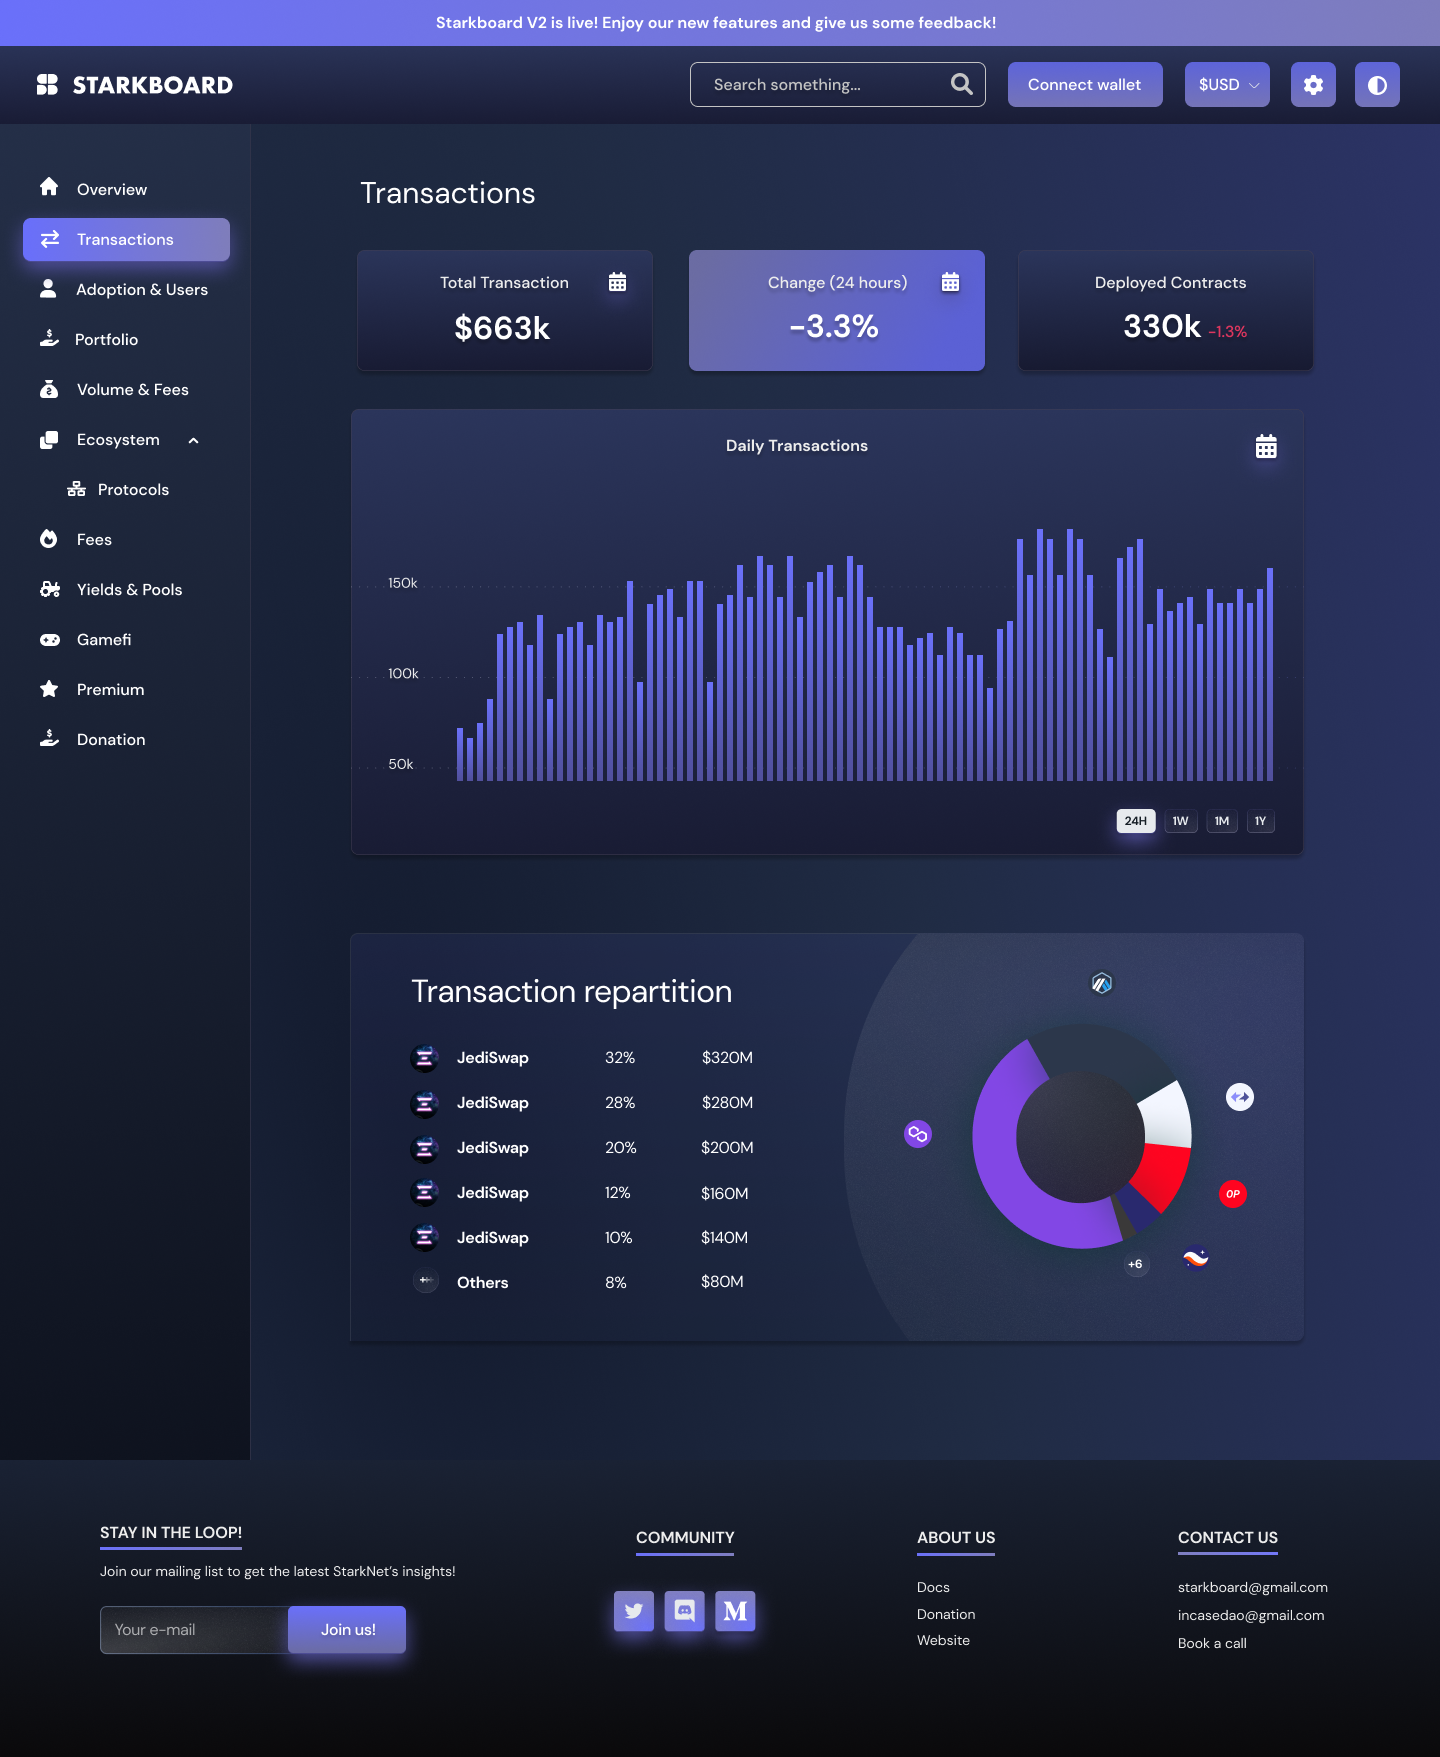 Starkboard V2 is live! Enjoy our new features and give us some feedback!
STARKBOARD
Search something...
Connect wallet
$USD
Overview
Transactions
Adoption & Users
Portfolio
Volume & Fees
Ecosystem
Protocols
Fees
Yields & Pools
Gamefi
Premium
Donation
Transactions
Total Transaction
$663k
Change (24 hours)
-3.3%
Deployed Contracts
330k -1.3%
Daily Transactions
150k
100k
50k
24H 1W 1M 1Y
Transaction repartition
JediSwap 32% $320M
JediSwap 28% $280M
JediSwap 20% $200M
JediSwap 12% $160M
JediSwap 10% $140M
Others 8% $80M
OP
+6
STAY IN THE LOOP!
Join our mailing list to get the latest StarkNet’s insights!
Your e-mail
Join us!
COMMUNITY
M
ABOUT US
Docs
Donation
Website
CONTACT US
starkboard@gmail.com
incasedao@gmail.com
Book a call